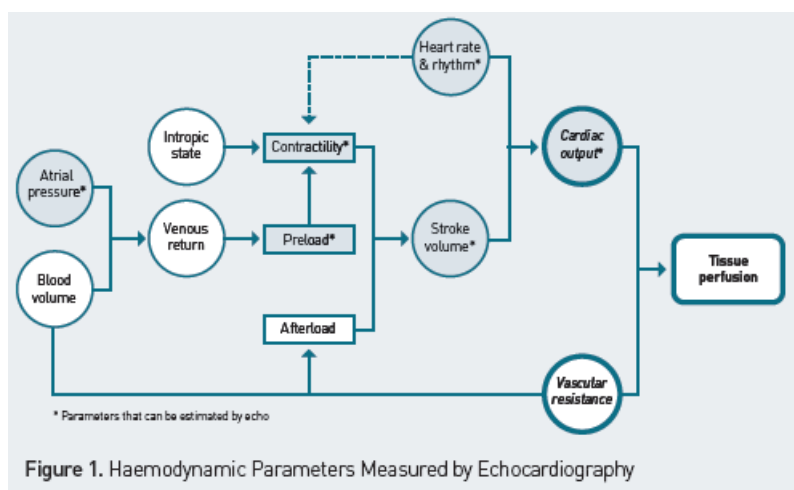 Heart rate
& rhythm*
Intropic
state
Contractility*
Cardiac
output*
Atrial
pressure*
Venous
return
Preload*
Stroke
volume*
Tissue
perfusion
Blood
volume
Afterload
Vascular
resistance
* Parameters that can be estimated by echo
Figure 1. Haemodynamic Parameters Measured by Echocardiography